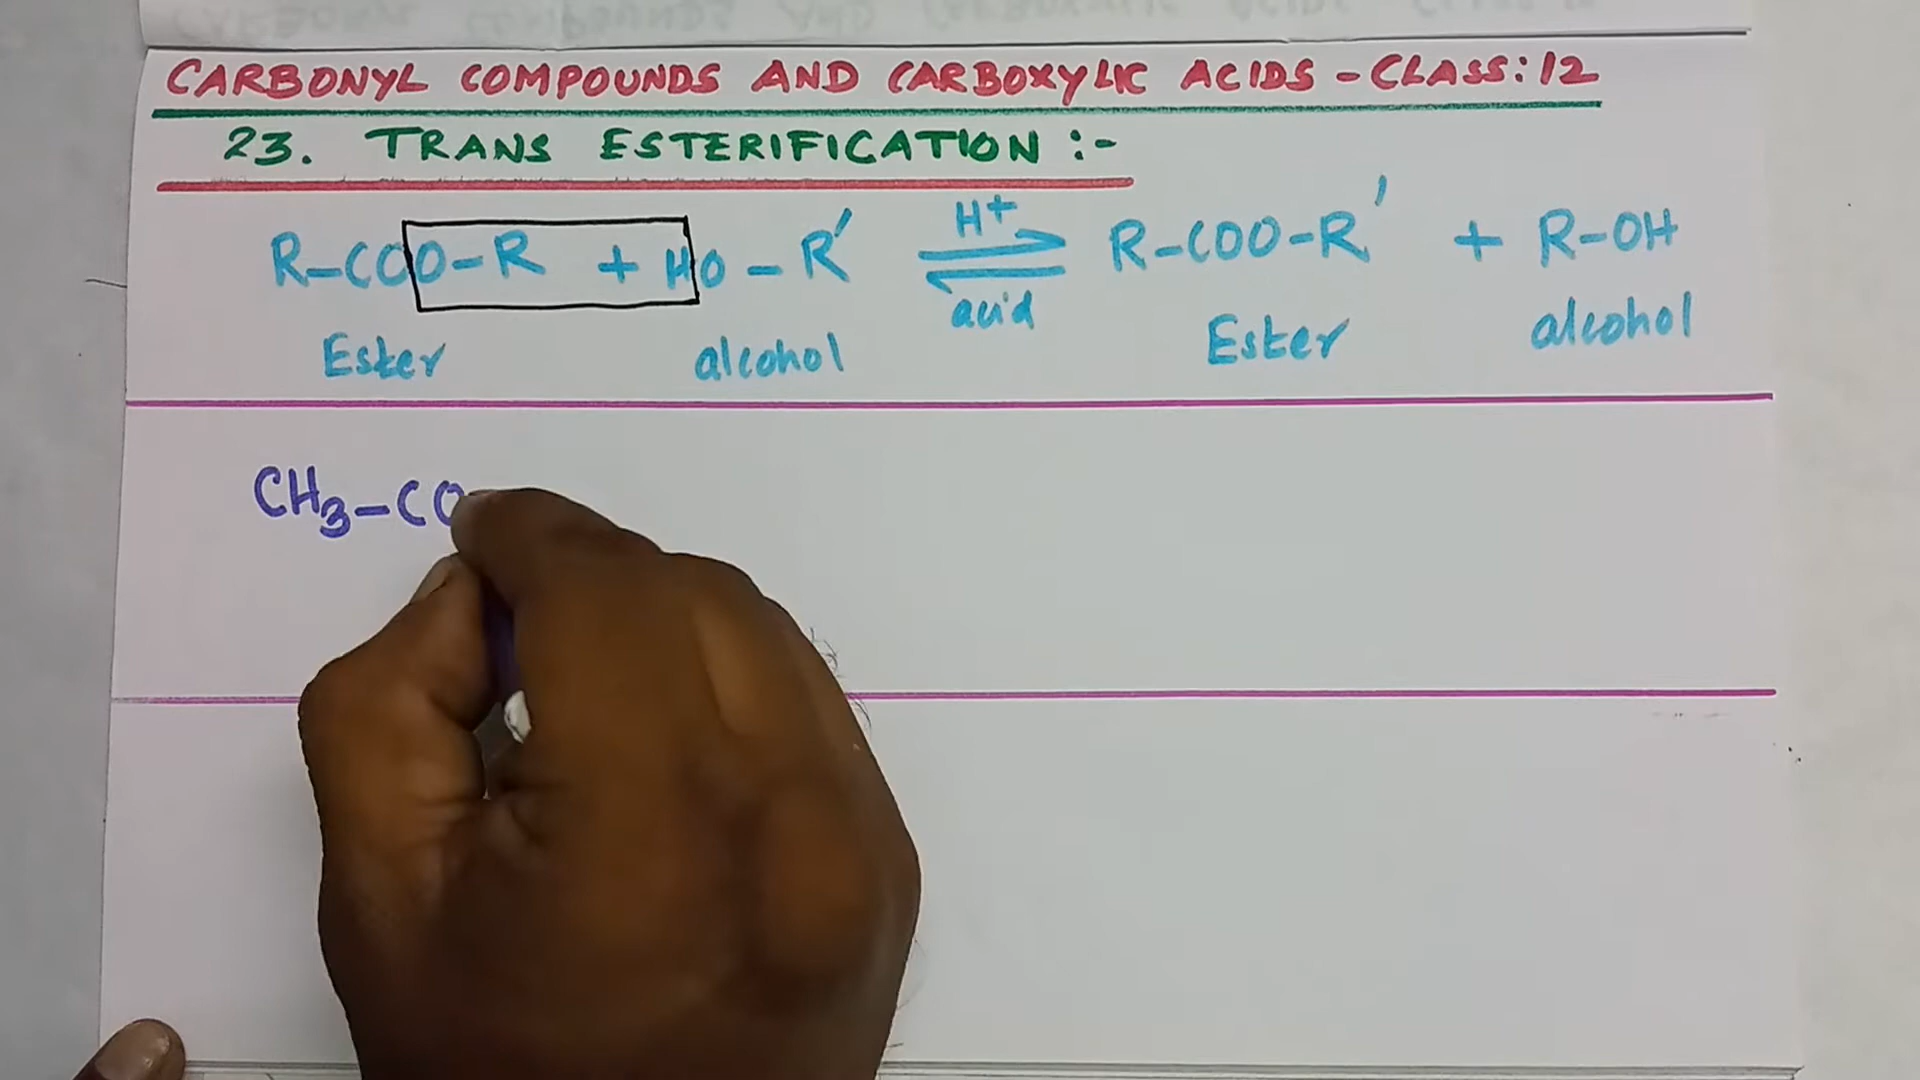 CARBONYL COMPOUNDS AND CARBOXYLIC ACIDS - CLASS: 12
23. TRANS ESTERIFICATION :-
R-COO-R + HO-R' H+ acid R-COO-R' + R-OH
Ester alcohol Ester alcohol
CH3-CO